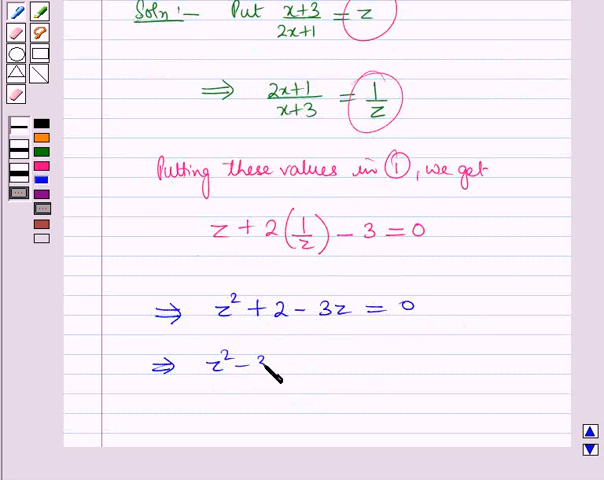 Soln :- Put (x+3)/(2x+1) = z
⇒ (2x+1)/(x+3) = 1/z
Putting these values in ①, we get
z + 2(1/z) - 3 = 0
⇒ z² + 2 - 3z = 0
⇒ z² - 3